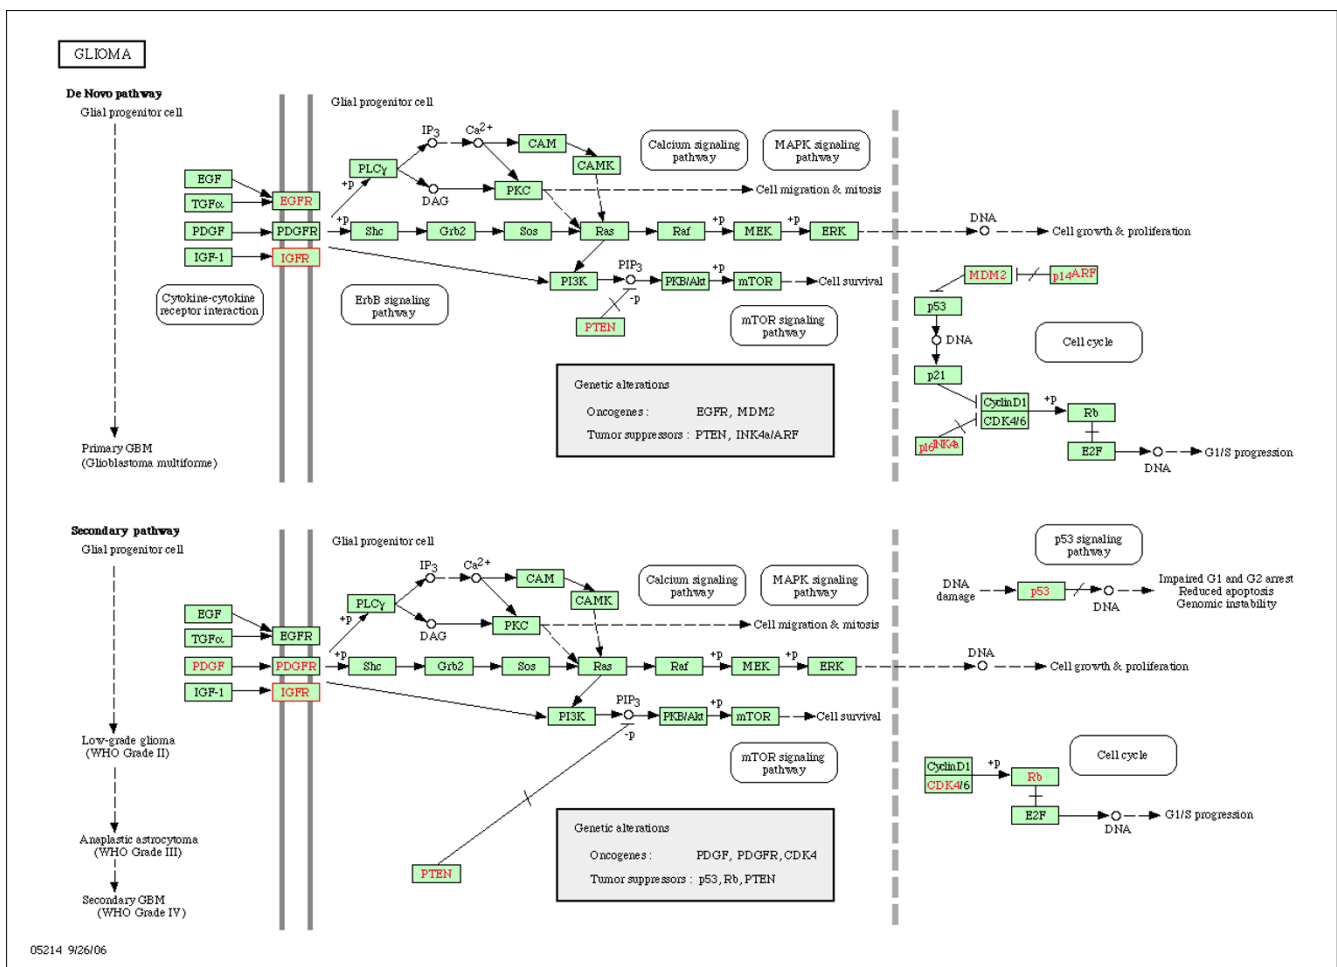 GLIOMA
De Novo pathway
Glial progenitor cell
Glial progenitor cell
IP3
Ca2+
CAM
Calcium signaling
pathway
MAPK signaling
pathway
PLCγ
CAMK
EGF
+p
DAG
PKC
Cell migration & mitosis
TGFα
EGFR
PDGF
PDGFR
+p
Shc
Grb2
Sos
Ras
Raf
+p
MEK
+p
ERK
DNA
Cell growth & proliferation
IGF-1
IGFR
PI3K
PIP3
-p
PKB/Akt
+p
mTOR
Cell survival
MDM2
p14ARF
Cytokine-cytokine
receptor interaction
ErbB signaling
pathway
PTEN
mTOR signaling
pathway
p53
DNA
Cell cycle
p21
Genetic alterations
Oncogenes : EGFR, MDM2
Tumor suppressors : PTEN, INK4a/ARF
CyclinD1
CDK4/6
+p
Rb
p16INK4a
E2F
DNA
G1/S progression
Primary GBM
(Glioblastoma multiforme)
Secondary pathway
Glial progenitor cell
Glial progenitor cell
IP3
Ca2+
CAM
Calcium signaling
pathway
MAPK signaling
pathway
p53 signaling
pathway
DNA
damage
p53
DNA
Impaired G1 and G2 arrest
Reduced apoptosis
Genomic instability
PLCγ
CAMK
EGF
+p
DAG
PKC
Cell migration & mitosis
TGFα
EGFR
PDGF
PDGFR
+p
Shc
Grb2
Sos
Ras
Raf
+p
MEK
+p
ERK
DNA
Cell growth & proliferation
IGF-1
IGFR
PI3K
PIP3
-p
PKB/Akt
+p
mTOR
Cell survival
Low-grade glioma
(WHO Grade II)
mTOR signaling
pathway
CyclinD1
CDK4/6
+p
Rb
Cell cycle
E2F
DNA
G1/S progression
Anaplastic astrocytoma
(WHO Grade III)
Genetic alterations
Oncogenes : PDGF, PDGFR, CDK4
Tumor suppressors : p53, Rb, PTEN
PTEN
Secondary GBM
(WHO Grade IV)
05214 9/26/06